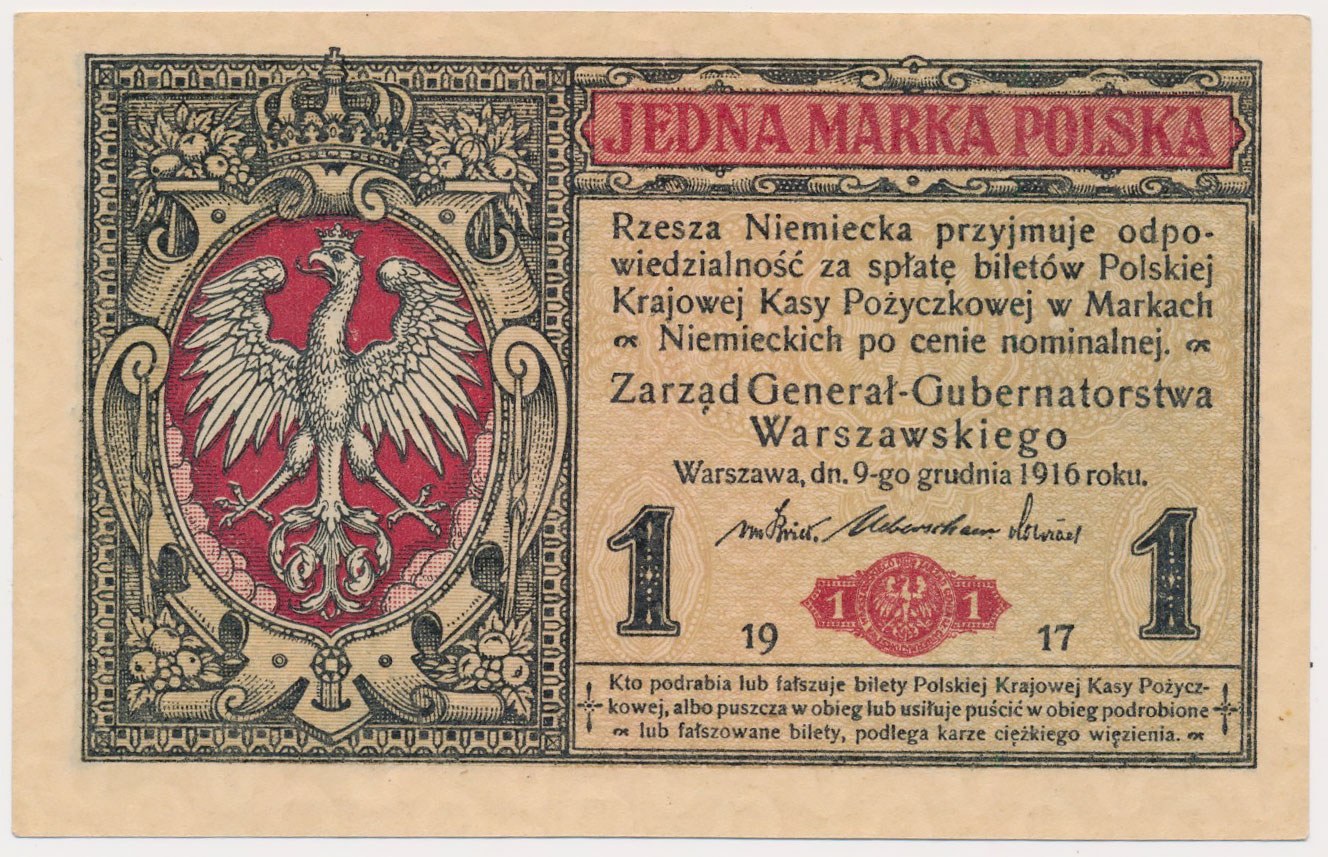 JEDNA MARKA POLSKA
Rzesza Niemiecka przyjmuje odpo-
wiedzialność za spłatę biletów Polskiej
Krajowej Kasy Pożyczkowej w Markach
Niemieckich po cenie nominalnej.
Zarząd Generał-Gubernatorstwa
Warszawskiego
Warszawa, dn. 9-go grudnia 1916 roku.
1 1
1 1
19 17
Kto podrabia lub fałszuje bilety Polskiej Krajowej Kasy Pożycz-
kowej, albo puszcza w obieg lub usiłuje puścić w obieg podrobione
lub fałszowane bilety, podlega karze ciężkiego więzienia.